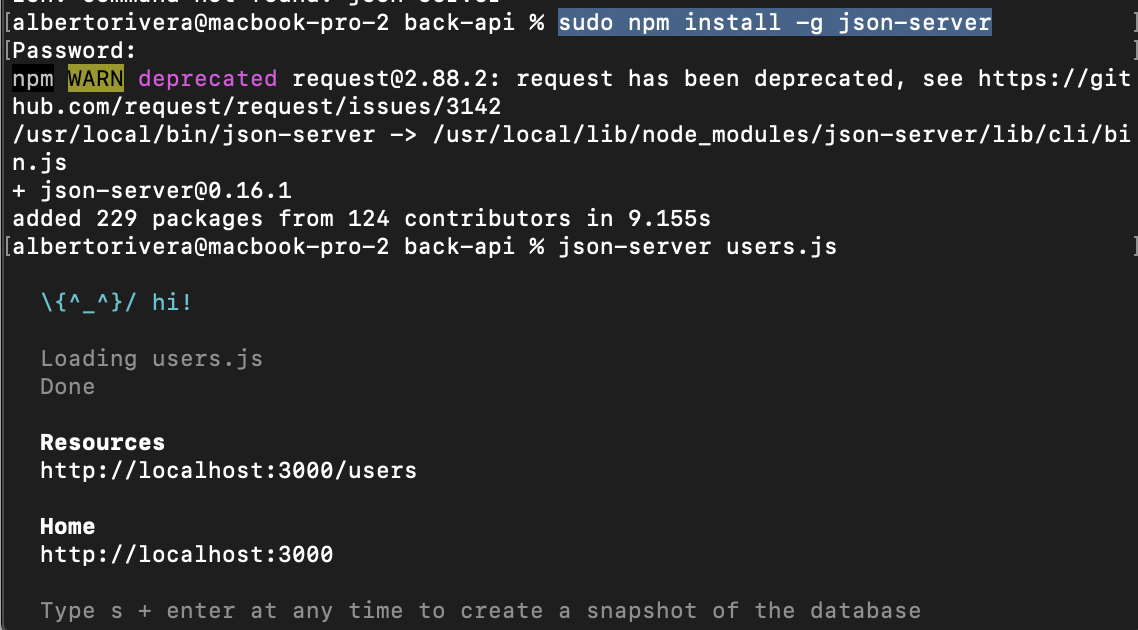 [albertorivera@macbook-pro-2 back-api % sudo npm install -g json-server ]
[Password:
npm WARN deprecated request@2.88.2: request has been deprecated, see https://git
hub.com/request/request/issues/3142
/usr/local/bin/json-server -> /usr/local/lib/node_modules/json-server/lib/cli/bi
n.js
+ json-server@0.16.1
added 229 packages from 124 contributors in 9.155s
[albertorivera@macbook-pro-2 back-api % json-server users.js ]
\{^_^}/ hi!
Loading users.js
Done
Resources
http://localhost:3000/users
Home
http://localhost:3000
Type s + enter at any time to create a snapshot of the database